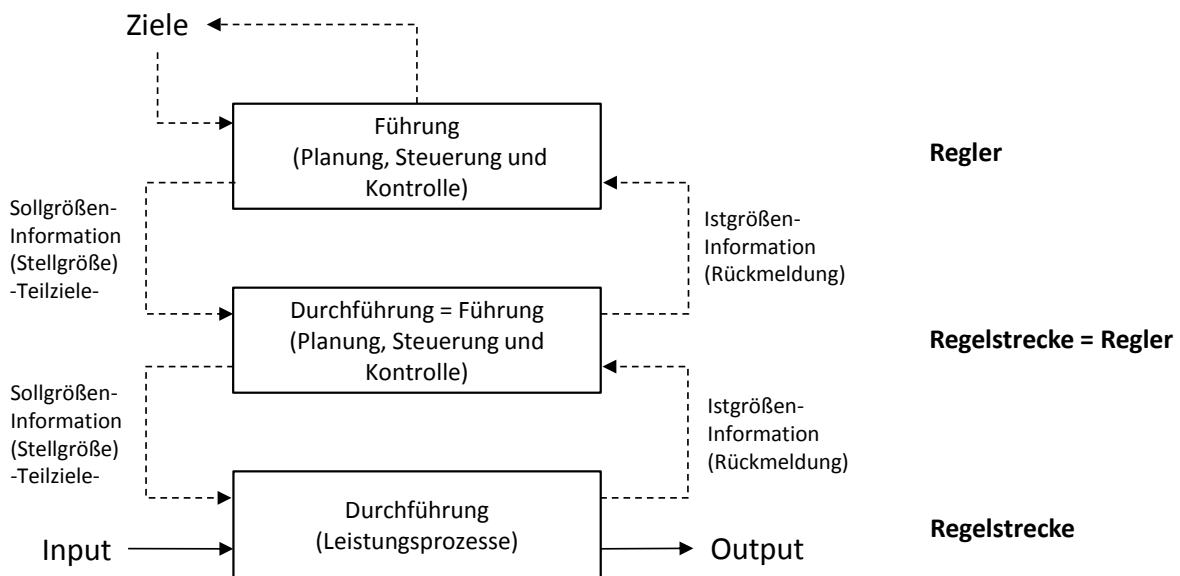 Ziele
Führung
(Planung, Steuerung und
Kontrolle)
Regler
Sollgrößen-
Information
(Stellgröße)
-Teilziele-
Istgrößen-
Information
(Rückmeldung)
Durchführung = Führung
(Planung, Steuerung und
Kontrolle)
Regelstrecke = Regler
Sollgrößen-
Information
(Stellgröße)
-Teilziele-
Istgrößen-
Information
(Rückmeldung)
Durchführung
(Leistungsprozesse)
Regelstrecke
Input
Output